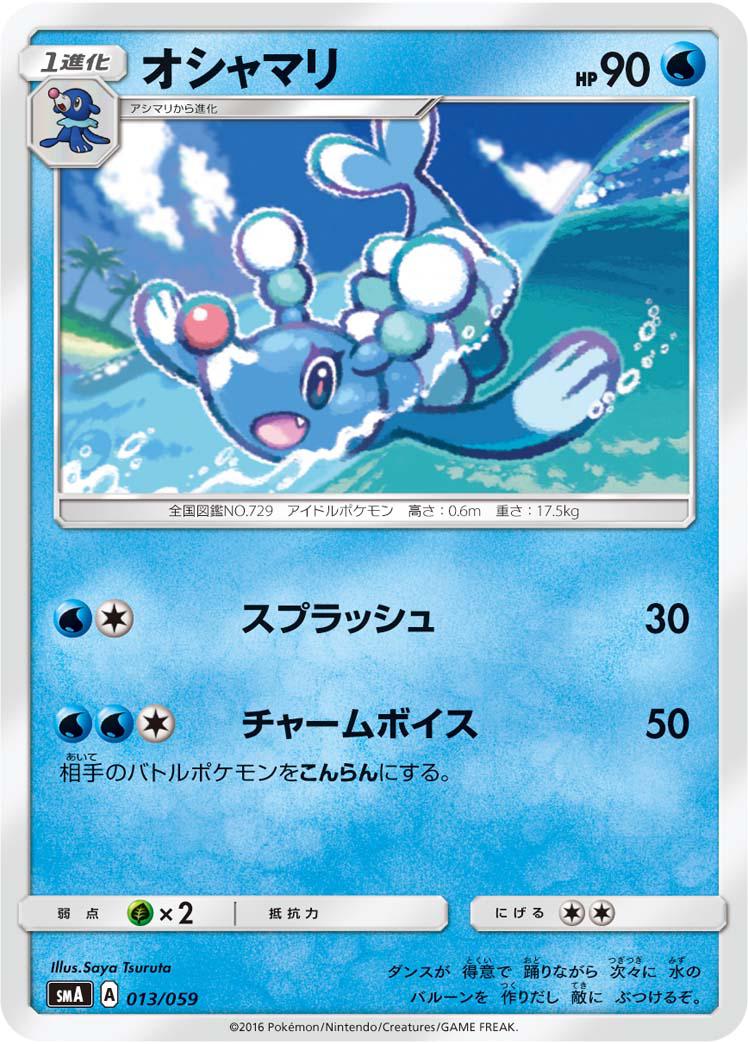 1進化
オシャマリ
HP 90
アシマリから進化
全国図鑑NO.729 アイドルポケモン 高さ:0.6m 重さ:17.5kg
スプラッシュ 30
チャームボイス 50
相手のバトルポケモンをこんらんにする。
弱点 ×2 抵抗力 にげる
Illus.Saya Tsuruta
SMA A 013/059
ダンスが 得意で 踊りながら 次々に 水の
バルーンを 作りだし 敵に ぶつけるぞ。
©2016 Pokémon/Nintendo/Creatures/GAME FREAK.